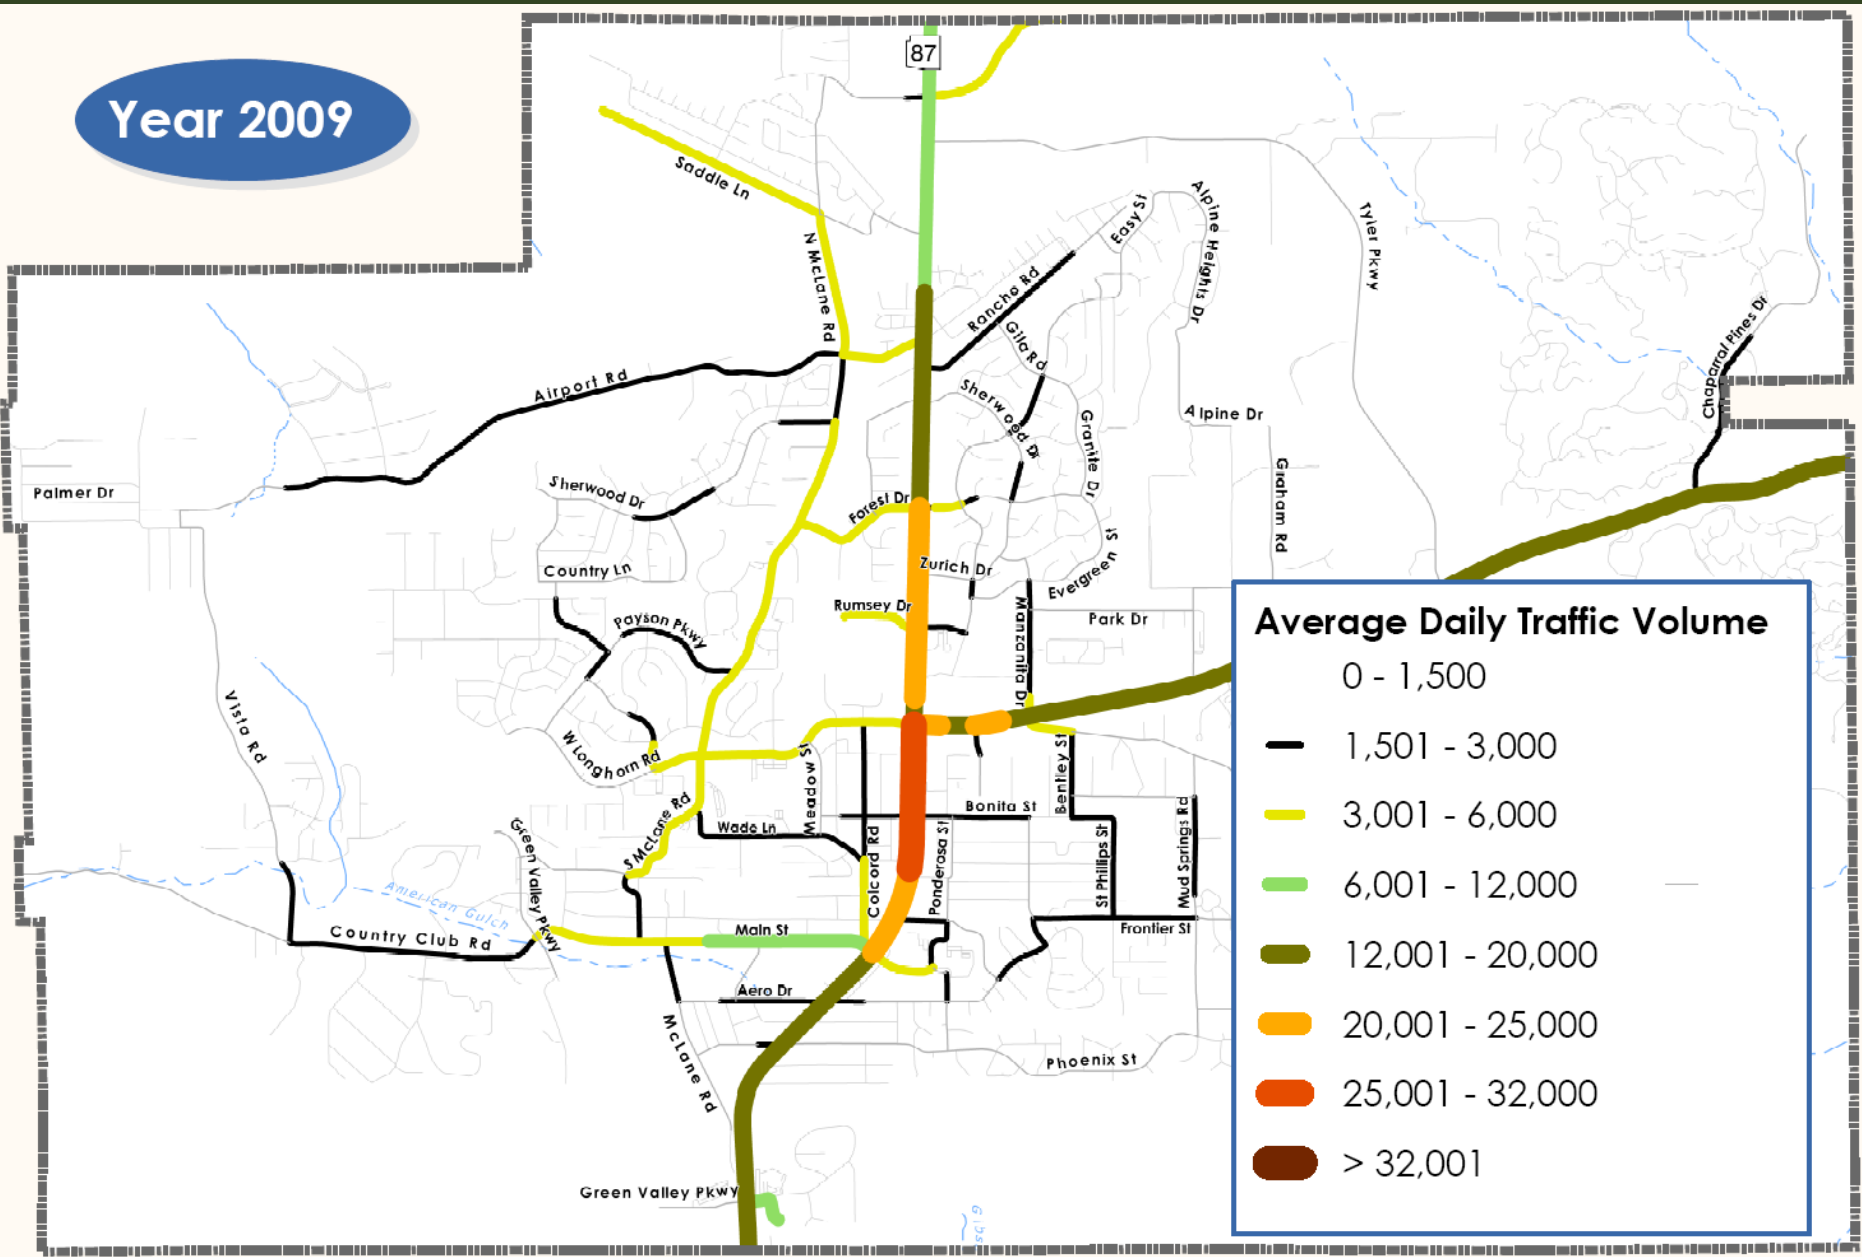 87
Year 2009
Saddle Ln
N McLane Rd
Easy St
Alpine Heights Dr
Tyler Pkwy
Rancho Rd
Gila Rd
Chaparral Pines Dr
Airport Rd
Sherwood Dr
Granite Dr
Alpine Dr
Graham Rd
Palmer Dr
Sherwood Dr
Forest Dr
Country Ln
Zurich Dr
Evergreen St
Rumsey Dr
Payson Pkwy
Manzanita Dr
Park Dr
Vista Rd
W Longhorn Rd
Meadow St
Bentley St
Bonita St
S McLane Rd
Wade Ln
Colcord Rd
Ponderosa St
St Phillips St
Mud Springs Rd
Green Valley Pkwy
American Gulch
Country Club Rd
Main St
Frontier St
Aero Dr
McLane Rd
Phoenix St
Green Valley Pkwy
Average Daily Traffic Volume
0 - 1,500
1,501 - 3,000
3,001 - 6,000
6,001 - 12,000
12,001 - 20,000
20,001 - 25,000
25,001 - 32,000
> 32,001